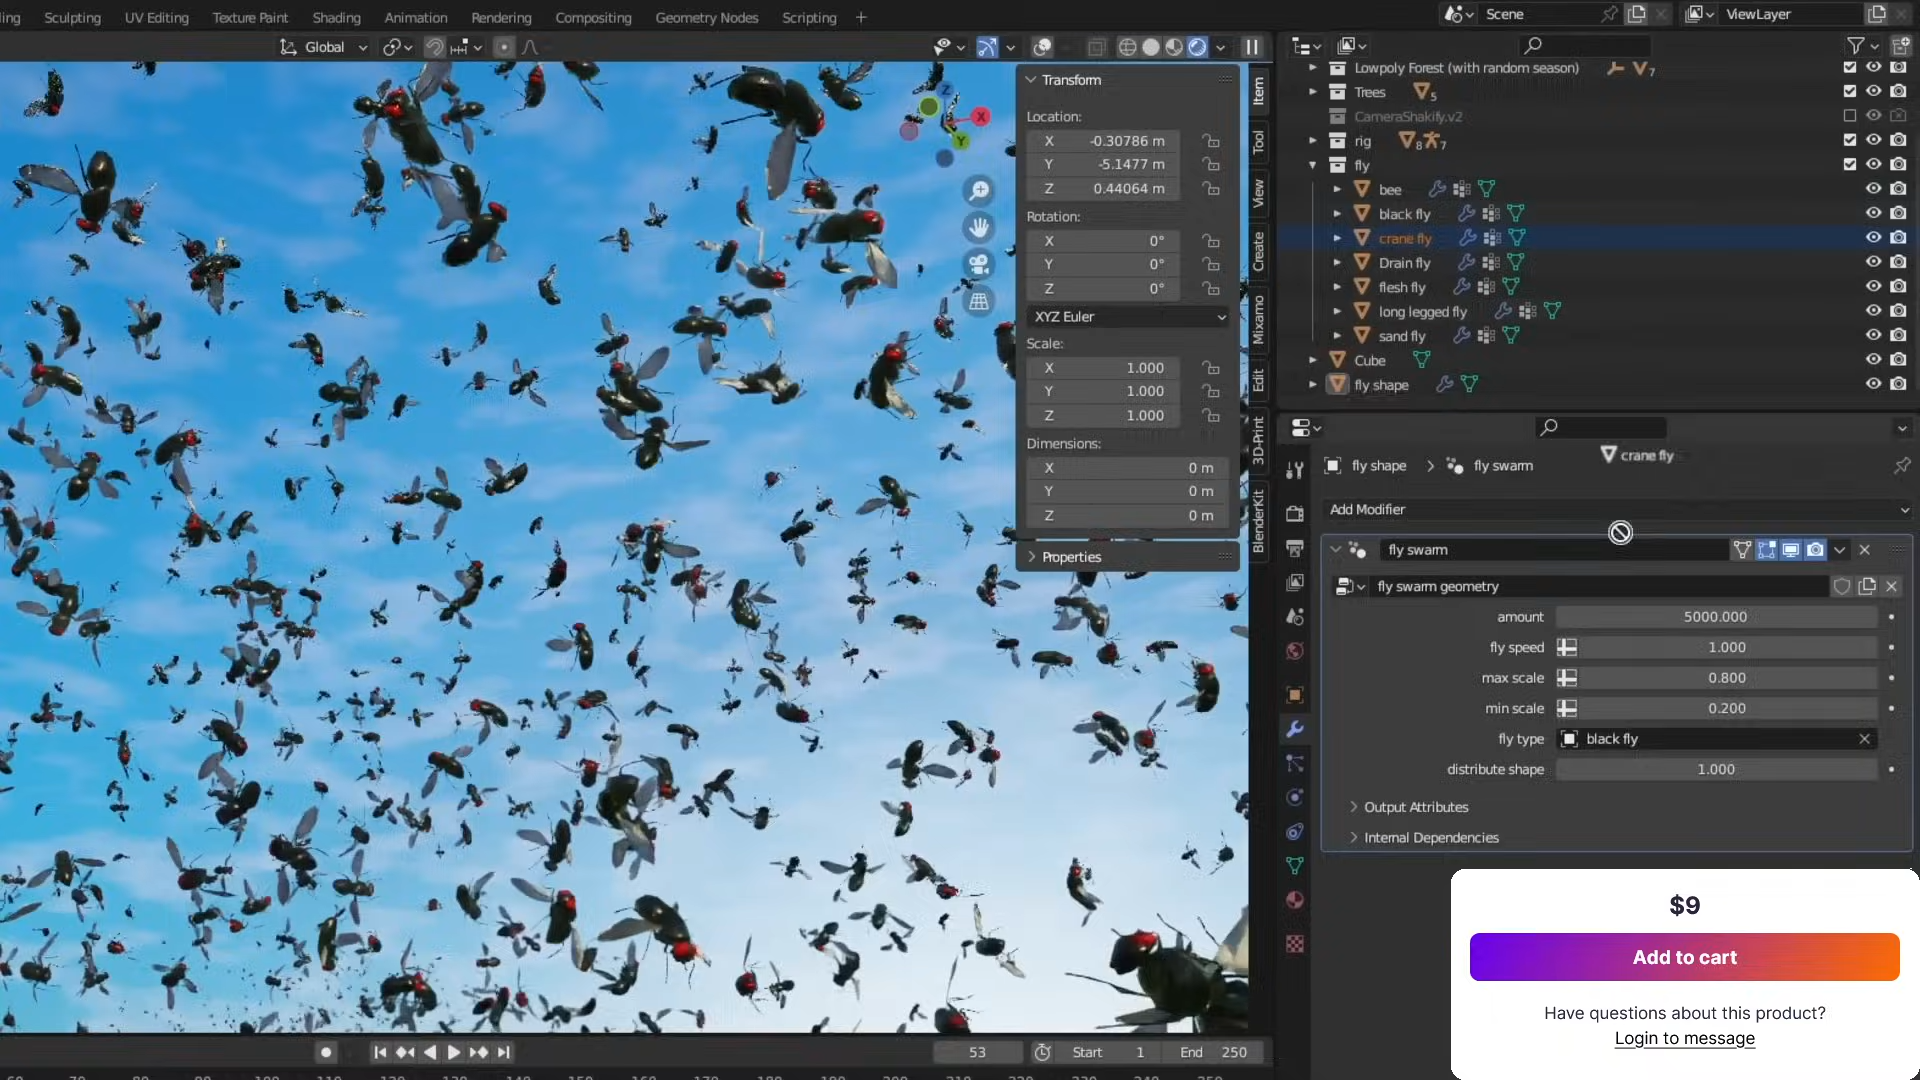 Sculpting UV Editing Texture Paint Shading Animation Rendering Compositing Geometry Nodes Scripting +
Scene
ViewLayer
Global
Transform
Location:
X -0.30786 m
Y -5.1477 m
Z 0.44064 m
Rotation:
X 0°
Y 0°
Z 0°
XYZ Euler
Scale:
X 1.000
Y 1.000
Z 1.000
Dimensions:
X 0 m
Y 0 m
Z 0 m
Properties
Item
Tool
View
Create
Mixamo
Edit
3D-Print
BlenderKit
Z
X
Y
Lowpoly Forest (with random season) 7
Trees 5
CameraShakify.v2
rig 8 7
fly
bee
black fly
crane fly
Drain fly
flesh fly
long legged fly
sand fly
Cube
fly shape
crane fly
fly shape > fly swarm
Add Modifier
fly swarm
fly swarm geometry
amount 5000.000
fly speed 1.000
max scale 0.800
min scale 0.200
fly type black fly
distribute shape 1.000
Output Attributes
Internal Dependencies
$9
Add to cart
Have questions about this product?
Login to message
53 Start 1 End 250